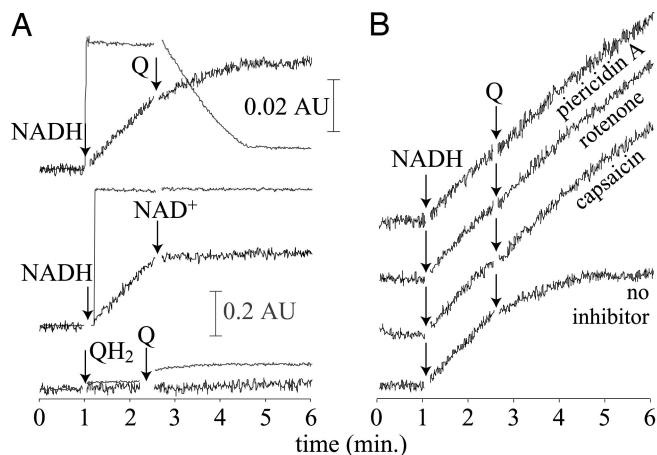 A
Q
NADH
0.02 AU
NAD+
NADH
0.2 AU
QH2
Q
0 1 2 3 4 5 6
B
piericidin A
Q
rotenone
NADH
capsaicin
no
inhibitor
0 1 2 3 4 5 6
time (min.)